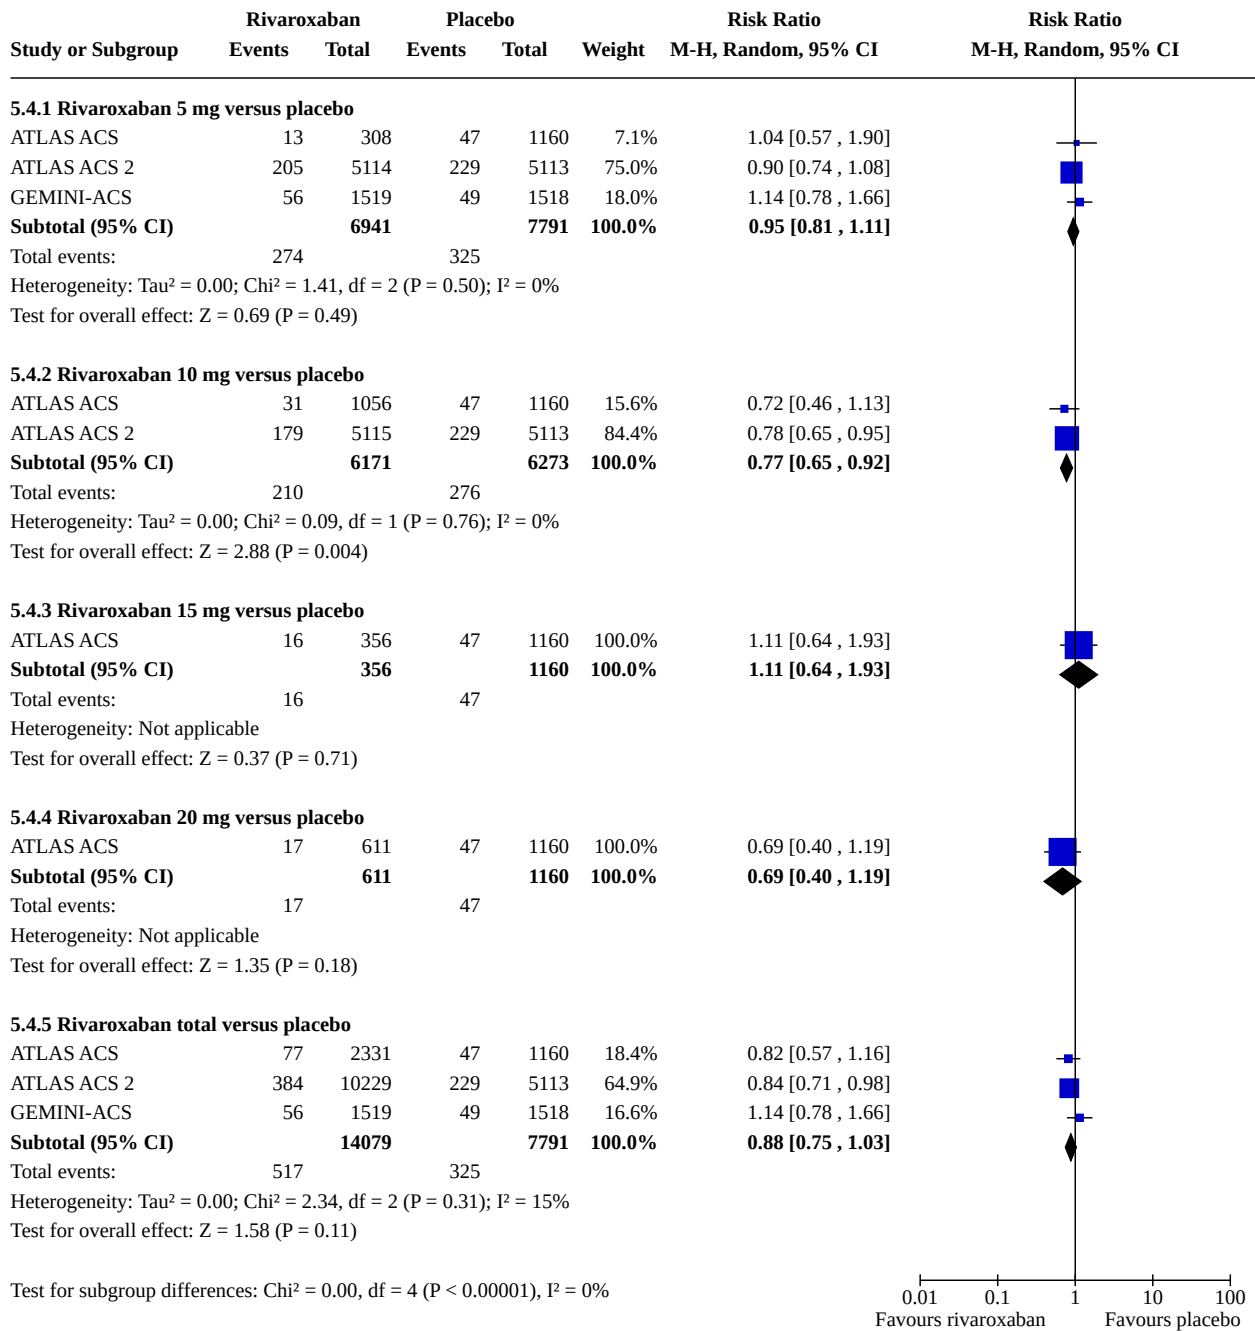 Rivaroxaban Placebo Risk Ratio Risk Ratio
Study or Subgroup Events Total Events Total Weight M-H, Random, 95% CI M-H, Random, 95% CI
5.4.1 Rivaroxaban 5 mg versus placebo
ATLAS ACS 13 308 47 1160 7.1% 1.04 [0.57 , 1.90]
ATLAS ACS 2 205 5114 229 5113 75.0% 0.90 [0.74 , 1.08]
GEMINI-ACS 56 1519 49 1518 18.0% 1.14 [0.78 , 1.66]
Subtotal (95% CI) 6941 7791 100.0% 0.95 [0.81 , 1.11]
Total events: 274 325
Heterogeneity: Tau² = 0.00; Chi² = 1.41, df = 2 (P = 0.50); I² = 0%
Test for overall effect: Z = 0.69 (P = 0.49)
5.4.2 Rivaroxaban 10 mg versus placebo
ATLAS ACS 31 1056 47 1160 15.6% 0.72 [0.46 , 1.13]
ATLAS ACS 2 179 5115 229 5113 84.4% 0.78 [0.65 , 0.95]
Subtotal (95% CI) 6171 6273 100.0% 0.77 [0.65 , 0.92]
Total events: 210 276
Heterogeneity: Tau² = 0.00; Chi² = 0.09, df = 1 (P = 0.76); I² = 0%
Test for overall effect: Z = 2.88 (P = 0.004)
5.4.3 Rivaroxaban 15 mg versus placebo
ATLAS ACS 16 356 47 1160 100.0% 1.11 [0.64 , 1.93]
Subtotal (95% CI) 356 1160 100.0% 1.11 [0.64 , 1.93]
Total events: 16 47
Heterogeneity: Not applicable
Test for overall effect: Z = 0.37 (P = 0.71)
5.4.4 Rivaroxaban 20 mg versus placebo
ATLAS ACS 17 611 47 1160 100.0% 0.69 [0.40 , 1.19]
Subtotal (95% CI) 611 1160 100.0% 0.69 [0.40 , 1.19]
Total events: 17 47
Heterogeneity: Not applicable
Test for overall effect: Z = 1.35 (P = 0.18)
5.4.5 Rivaroxaban total versus placebo
ATLAS ACS 77 2331 47 1160 18.4% 0.82 [0.57 , 1.16]
ATLAS ACS 2 384 10229 229 5113 64.9% 0.84 [0.71 , 0.98]
GEMINI-ACS 56 1519 49 1518 16.6% 1.14 [0.78 , 1.66]
Subtotal (95% CI) 14079 7791 100.0% 0.88 [0.75 , 1.03]
Total events: 517 325
Heterogeneity: Tau² = 0.00; Chi² = 2.34, df = 2 (P = 0.31); I² = 15%
Test for overall effect: Z = 1.58 (P = 0.11)
Test for subgroup differences: Chi² = 0.00, df = 4 (P < 0.00001), I² = 0%
0.01 0.1 1 10 100
Favours rivaroxaban Favours placebo